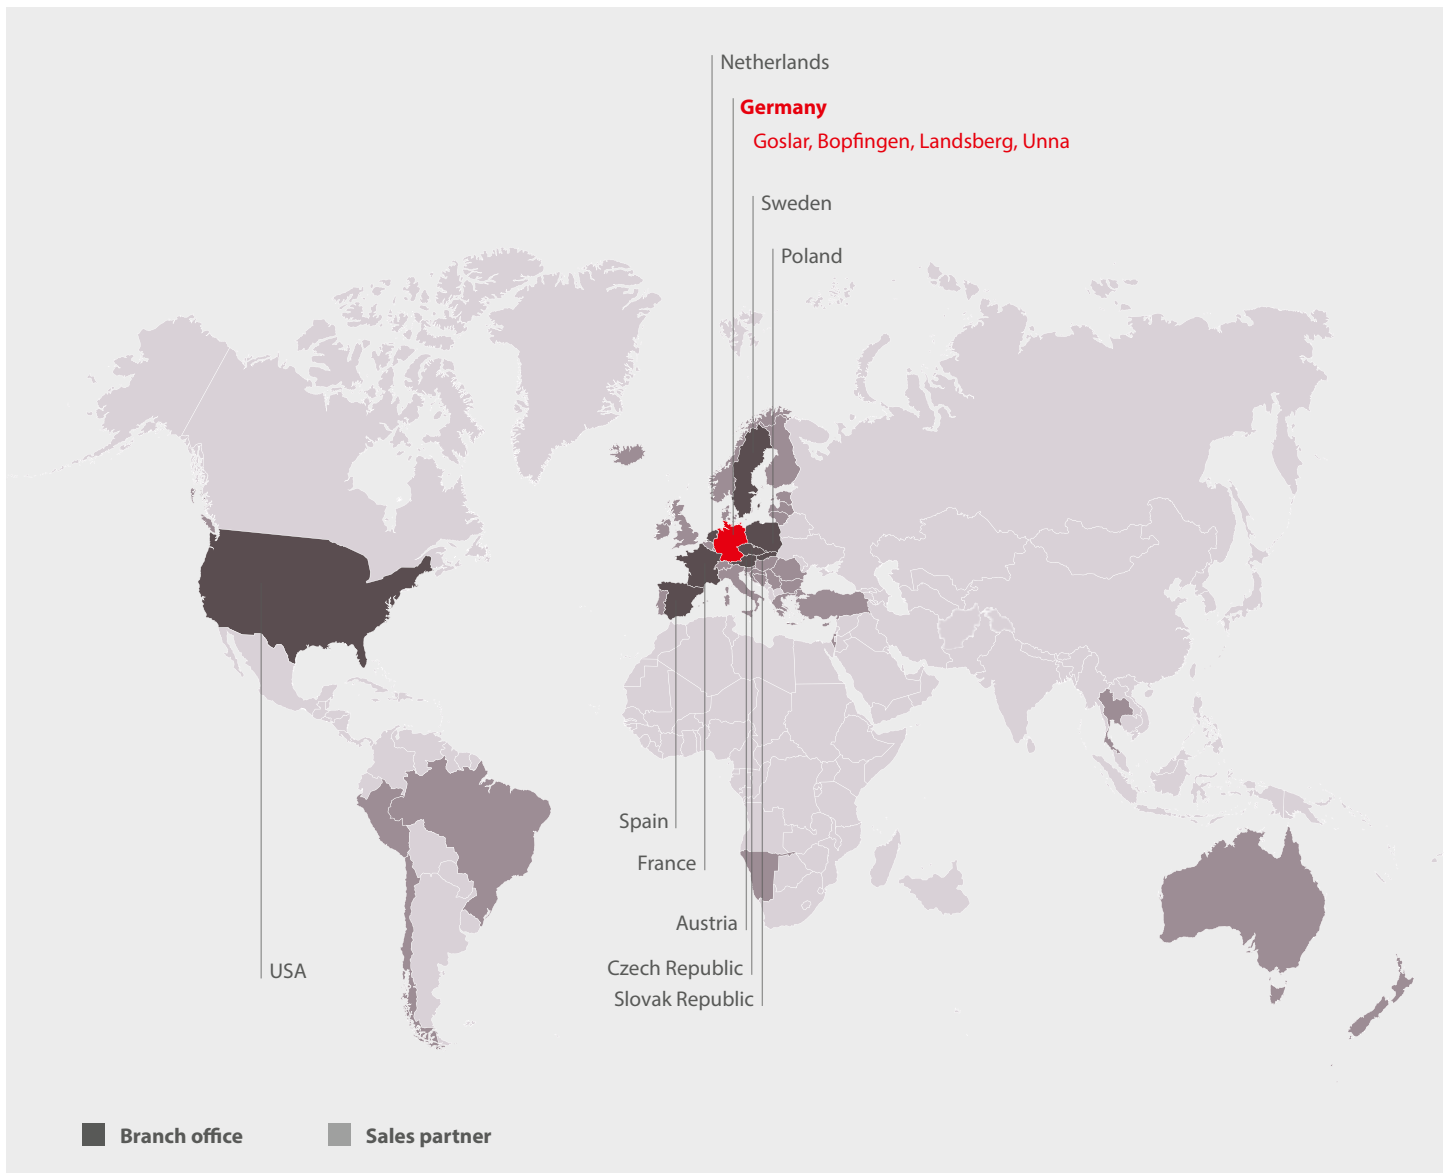 Netherlands
Germany
Goslar, Bopfingen, Landsberg, Unna
Sweden
Poland
Spain
France
Austria
Czech Republic
USA
Slovak Republic
Branch office
Sales partner